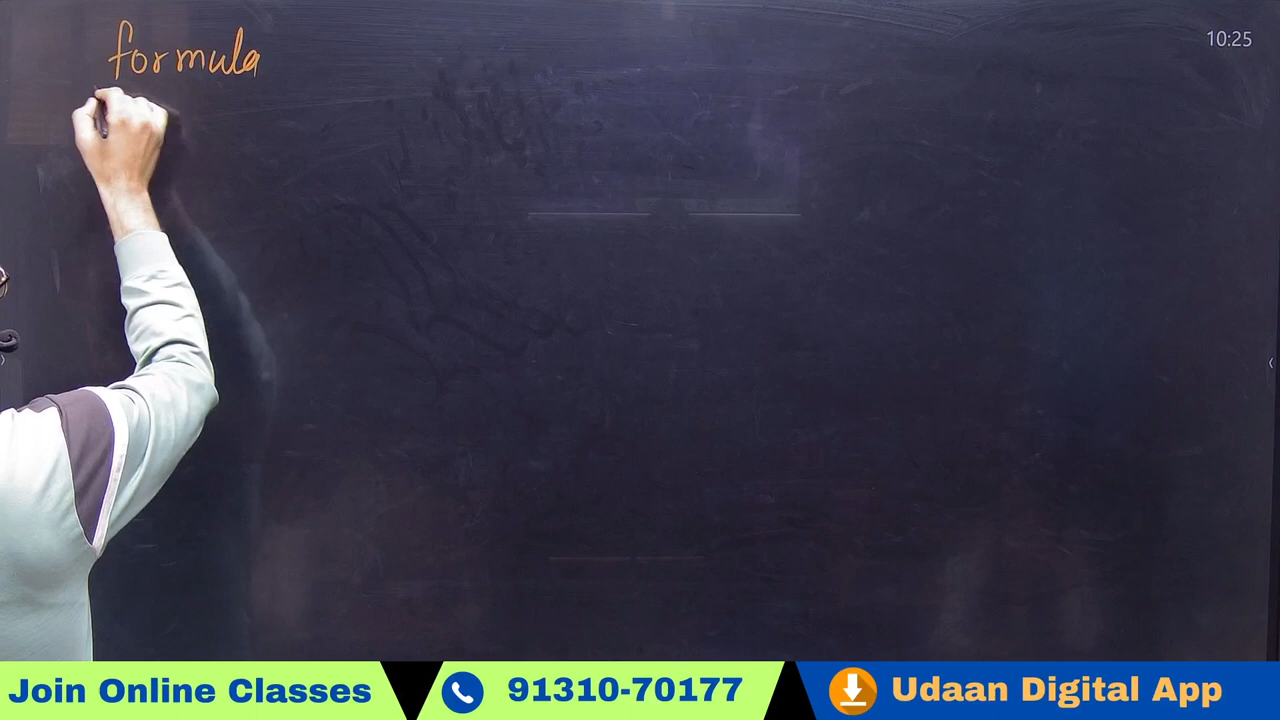 formula
10:25
Join Online Classes
91310-70177
Udaan Digital App